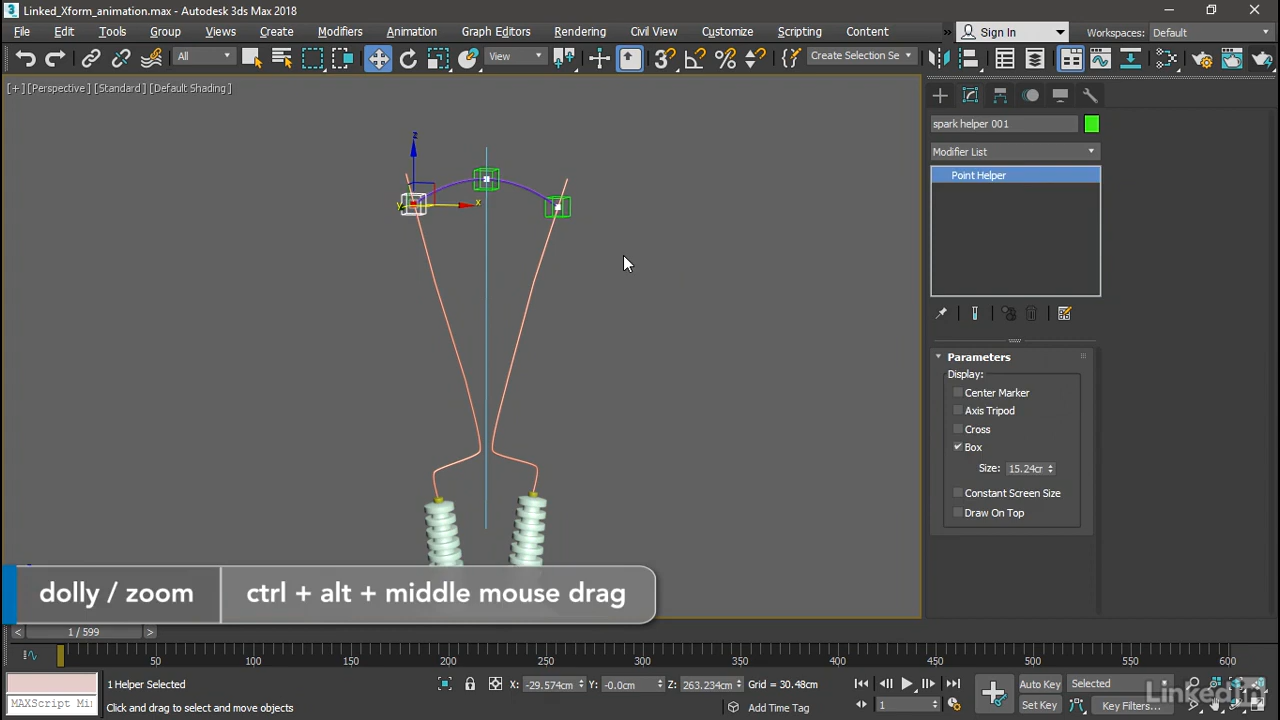 Linked_Xform_animation.max - Autodesk 3ds Max 2018
File Edit Tools Group Views Create Modifiers Animation Graph Editors Rendering Civil View Customize Scripting Content » Sign In Workspaces: Default
All View Create Selection Se
[+] [Perspective] [Standard] [Default Shading]
spark helper 001
Modifier List
z
Point Helper
y x
Parameters
Display:
Center Marker
Axis Tripod
Cross
Box
Size: 15.24cr
Constant Screen Size
Draw On Top
dolly / zoom ctrl + alt + middle mouse drag
< 1 / 599 >
50 100 150 200 250 300 350 400 450 500 550 600
1 Helper Selected X: -29.574cm Y: -0.0cm Z: 263.234cm Grid = 30.48cm Auto Key Selected
MAXScript Mi Click and drag to select and move objects Add Time Tag 1 Set Key Key Filters...
LinkedIn